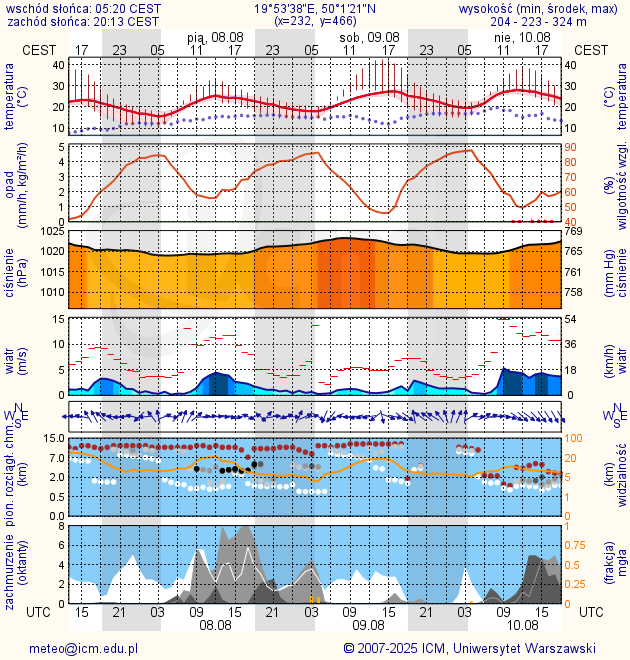 wschód słońca: 05:20 CEST 19°53'38"E, 50°1'21"N wysokość (min, środek, max)
zachód słońca: 20:13 CEST (x=232, y=466) 204 - 223 - 324 m
pią, 08.08 sob, 09.08 nie, 10.08
CEST 17 23 05 11 17 23 05 11 17 23 05 11 17 CEST
temperatura (°C) 40 30 20 10 40 30 20 10 (°C) temperatura
opad (mm/h, kg/m²/h) 5 4 3 2 1 0 90 80 70 60 50 40 (%) wilgotność wzgl.
ciśnienie (hPa) 1025 1020 1015 1010 769 765 761 758 (mm Hg) ciśnienie
wiatr (m/s) 15 10 5 0 54 36 18 0 (km/h) wiatr
N W E S N W E S
pion. rozciągł. chm. (km) 15.0 7.0 2.0 0.5 0.0 100 20 5 1 0 (km) widzialność
zachmurzenie (oktanty) 8 6 4 2 0 1 0.75 0.5 0.25 0 (frakcja) mgła
UTC 15 21 03 09 15 21 03 09 15 21 03 09 15 UTC
08.08 09.08 10.08
meteo@icm.edu.pl © 2007-2025 ICM, Uniwersytet Warszawski